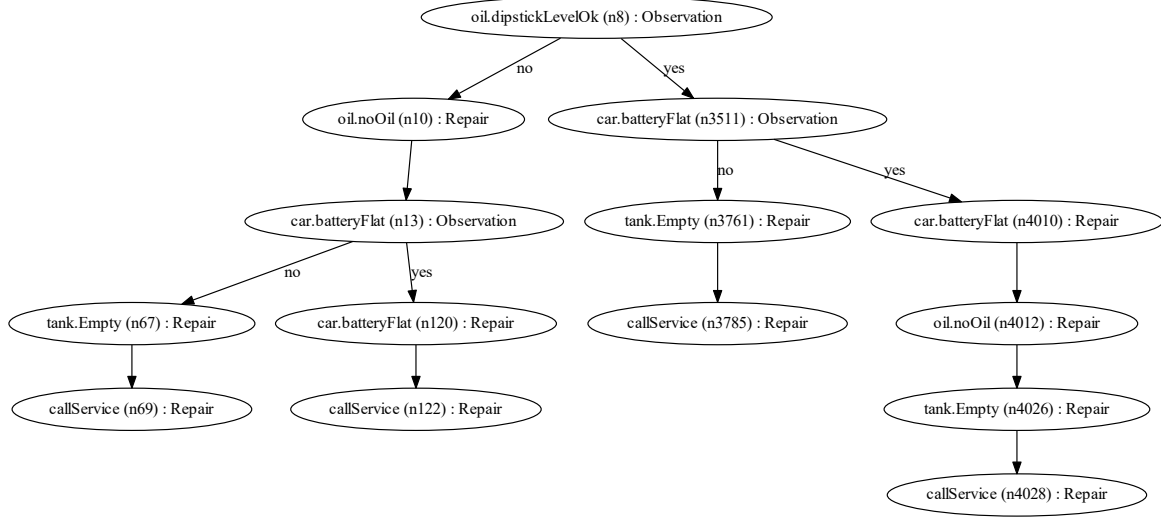 oil.dipstickLevelOk (n8) : Observation
no
yes
oil.noOil (n10) : Repair
car.batteryFlat (n3511) : Observation
no
yes
car.batteryFlat (n13) : Observation
tank.Empty (n3761) : Repair
car.batteryFlat (n4010) : Repair
no
yes
tank.Empty (n67) : Repair
car.batteryFlat (n120) : Repair
callService (n3785) : Repair
oil.noOil (n4012) : Repair
callService (n69) : Repair
callService (n122) : Repair
tank.Empty (n4026) : Repair
callService (n4028) : Repair